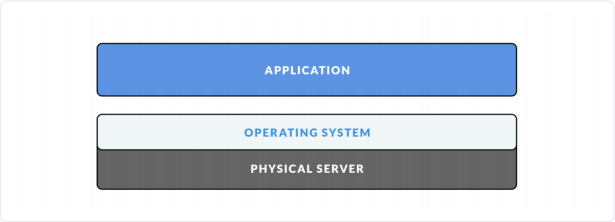 APPLICATION
OPERATING SYSTEM
PHYSICAL SERVER